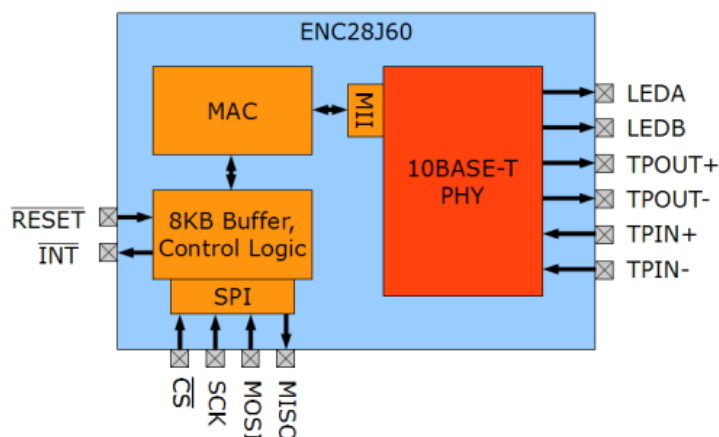 ENC28J60
MAC
MII
10BASE-T
PHY
LEDA
LEDB
TPOUT+
TPOUT-
TPIN+
TPIN-
RESET
INT
8KB Buffer,
Control Logic
SPI
CS
SCK
MOSI
MISO